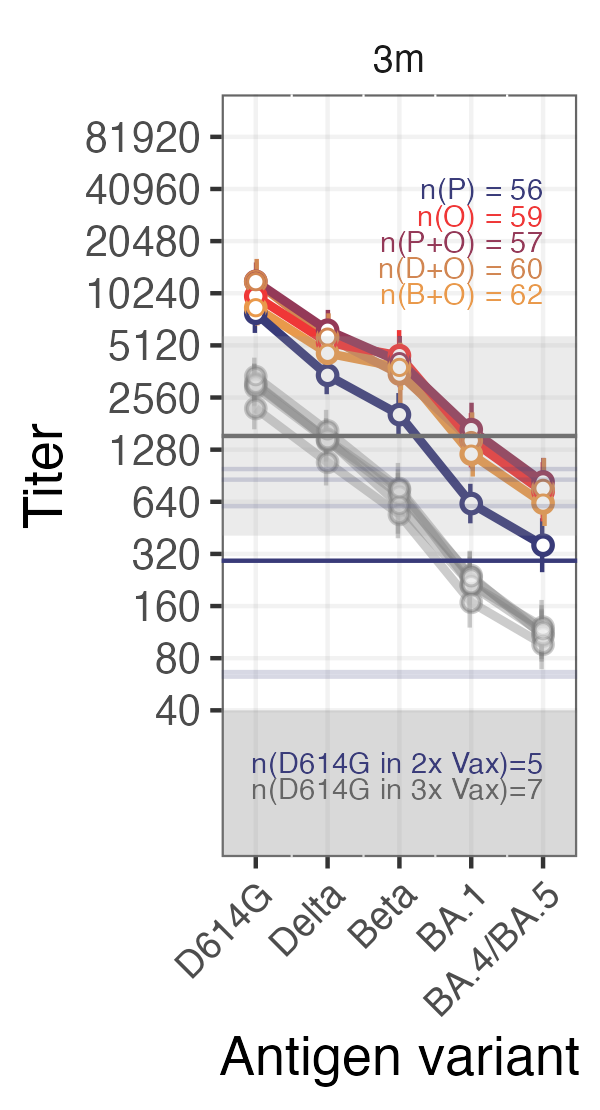 3m
81920
40960
20480
10240
5120
2560
1280
640
320
160
80
40
Titer
n(P) = 56
n(O) = 59
n(P+O) = 57
n(D+O) = 60
n(B+O) = 62
n(D614G in 2x Vax)=5
n(D614G in 3x Vax)=7
D614G
Delta
Beta
BA.1
BA.4/BA.5
Antigen variant